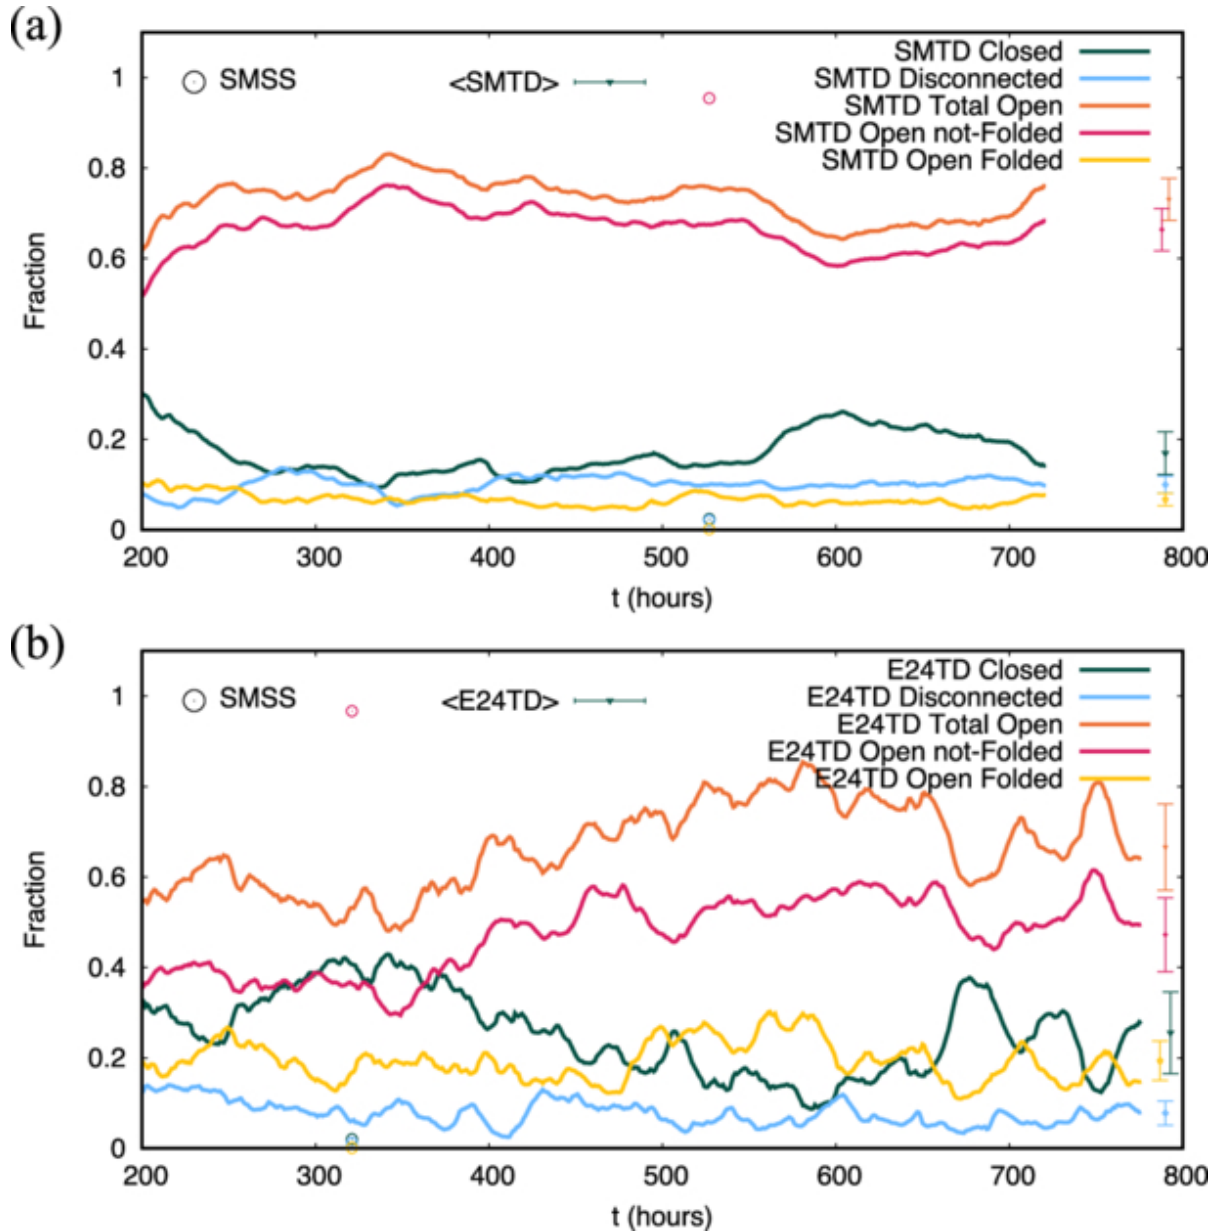 (a)
SMSS
<SMTD>
SMTD Closed
SMTD Disconnected
SMTD Total Open
SMTD Open not-Folded
SMTD Open Folded
1
0.8
0.6
0.4
0.2
0
Fraction
200 300 400 500 600 700 800
t (hours)
(b)
SMSS
<E24TD>
E24TD Closed
E24TD Disconnected
E24TD Total Open
E24TD Open not-Folded
E24TD Open Folded
1
0.8
0.6
0.4
0.2
0
Fraction
200 300 400 500 600 700 800
t (hours)